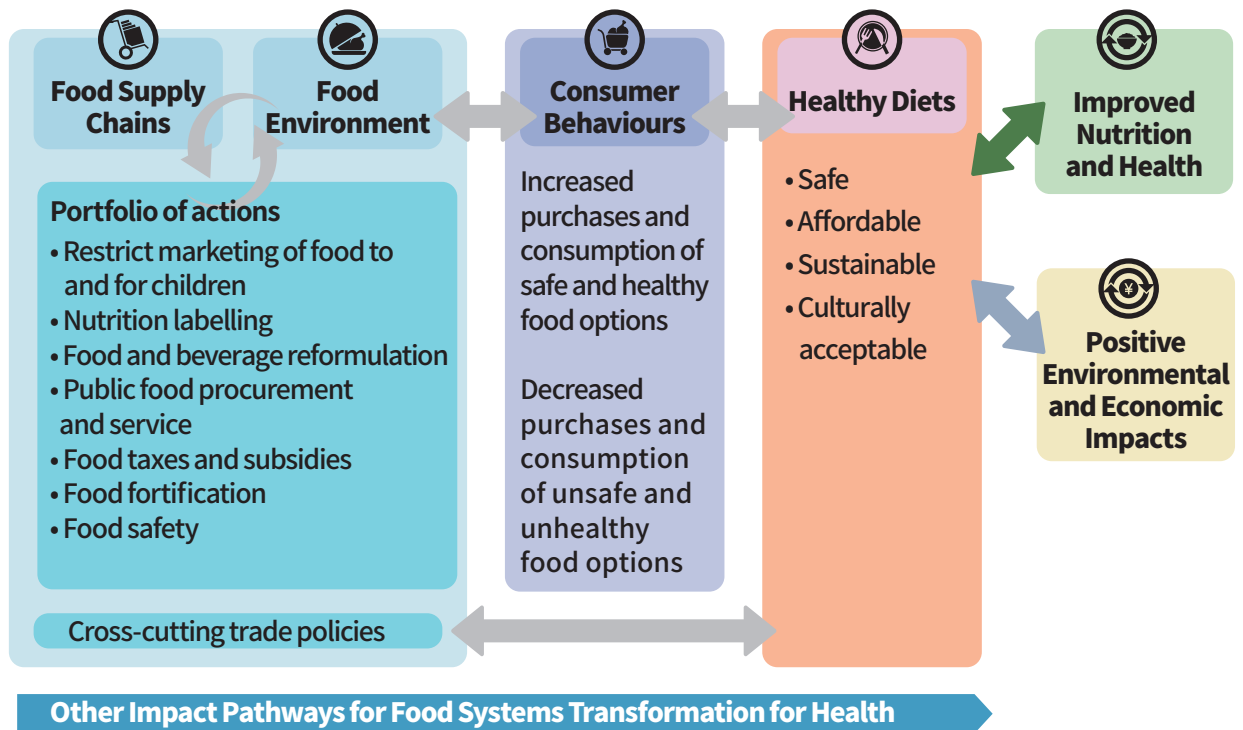 Food Supply
Chains
Food
Environment
Portfolio of actions
• Restrict marketing of food to
and for children
• Nutrition labelling
• Food and beverage reformulation
• Public food procurement
and service
• Food taxes and subsidies
• Food fortification
• Food safety
Cross-cutting trade policies
Consumer
Behaviours
Increased
purchases and
consumption of
safe and healthy
food options
Decreased
purchases and
consumption
of unsafe and
unhealthy
food options
Healthy Diets
• Safe
• Affordable
• Sustainable
• Culturally
acceptable
Improved
Nutrition
and Health
¥
Positive
Environmental
and Economic
Impacts
Other Impact Pathways for Food Systems Transformation for Health